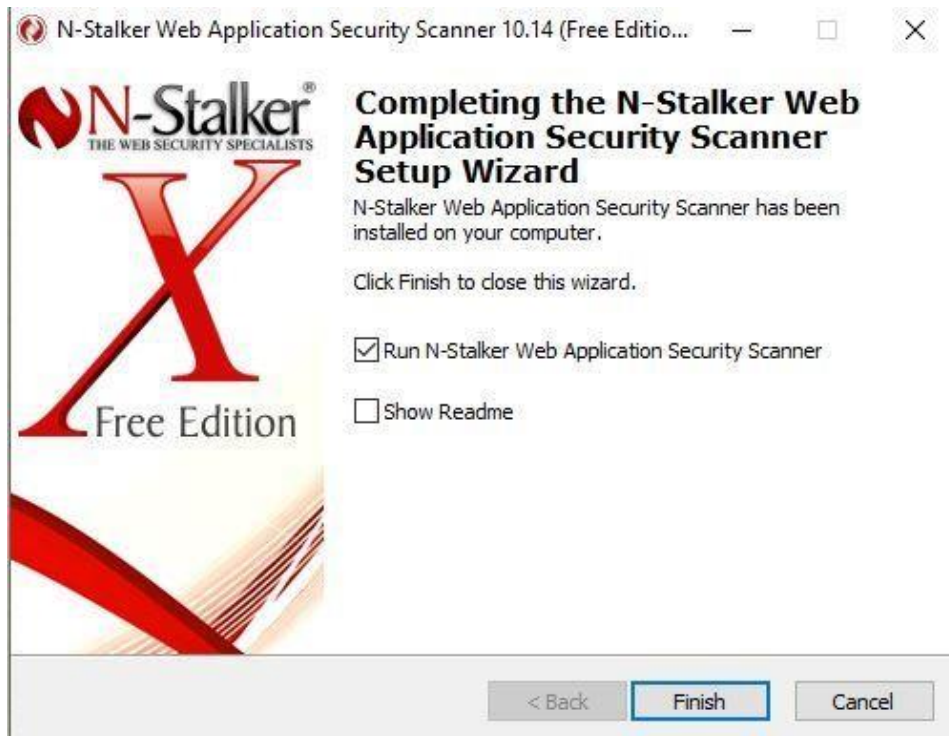 N-Stalker Web Application Security Scanner 10.14 (Free Editio...
N-Stalker®
THE WEB SECURITY SPECIALISTS
X
Free Edition
Completing the N-Stalker Web
Application Security Scanner
Setup Wizard
N-Stalker Web Application Security Scanner has been
installed on your computer.
Click Finish to close this wizard.
Run N-Stalker Web Application Security Scanner
Show Readme
< Back
Finish
Cancel